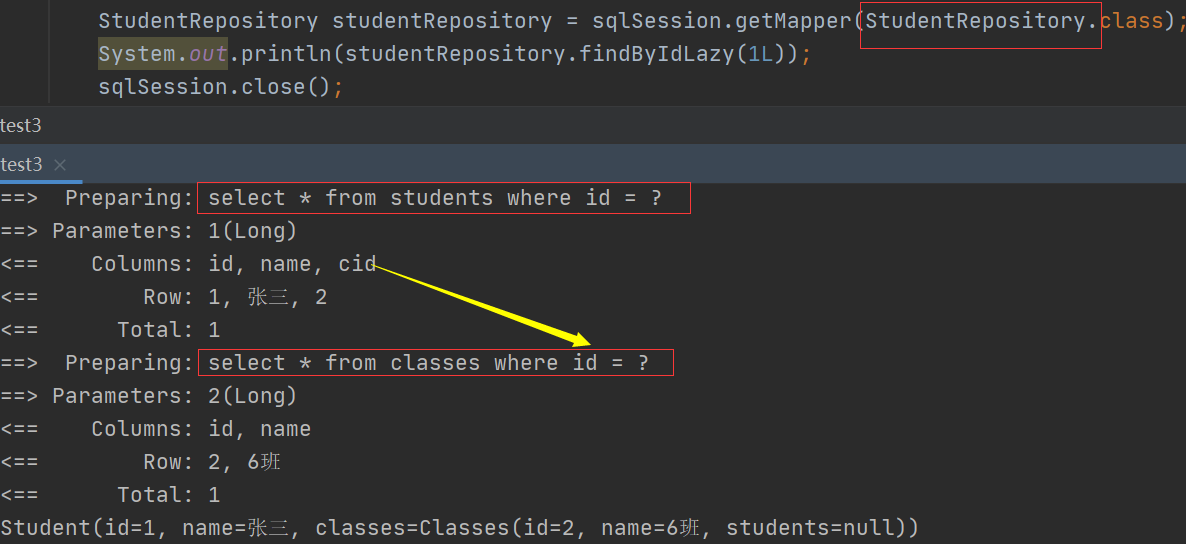 StudentRepository studentRepository = sqlSession.getMapper(StudentRepository.class);
System.out.println(studentRepository.findByIdLazy(1L));
sqlSession.close();
test3
test3
==>  Preparing: select * from students where id = ?
==> Parameters: 1(Long)
<==    Columns: id, name, cid
<==        Row: 1, 张三, 2
<==      Total: 1
==>  Preparing: select * from classes where id = ?
==> Parameters: 2(Long)
<==    Columns: id, name
<==        Row: 2, 6班
<==      Total: 1
Student(id=1, name=张三, classes=Classes(id=2, name=6班, students=null))